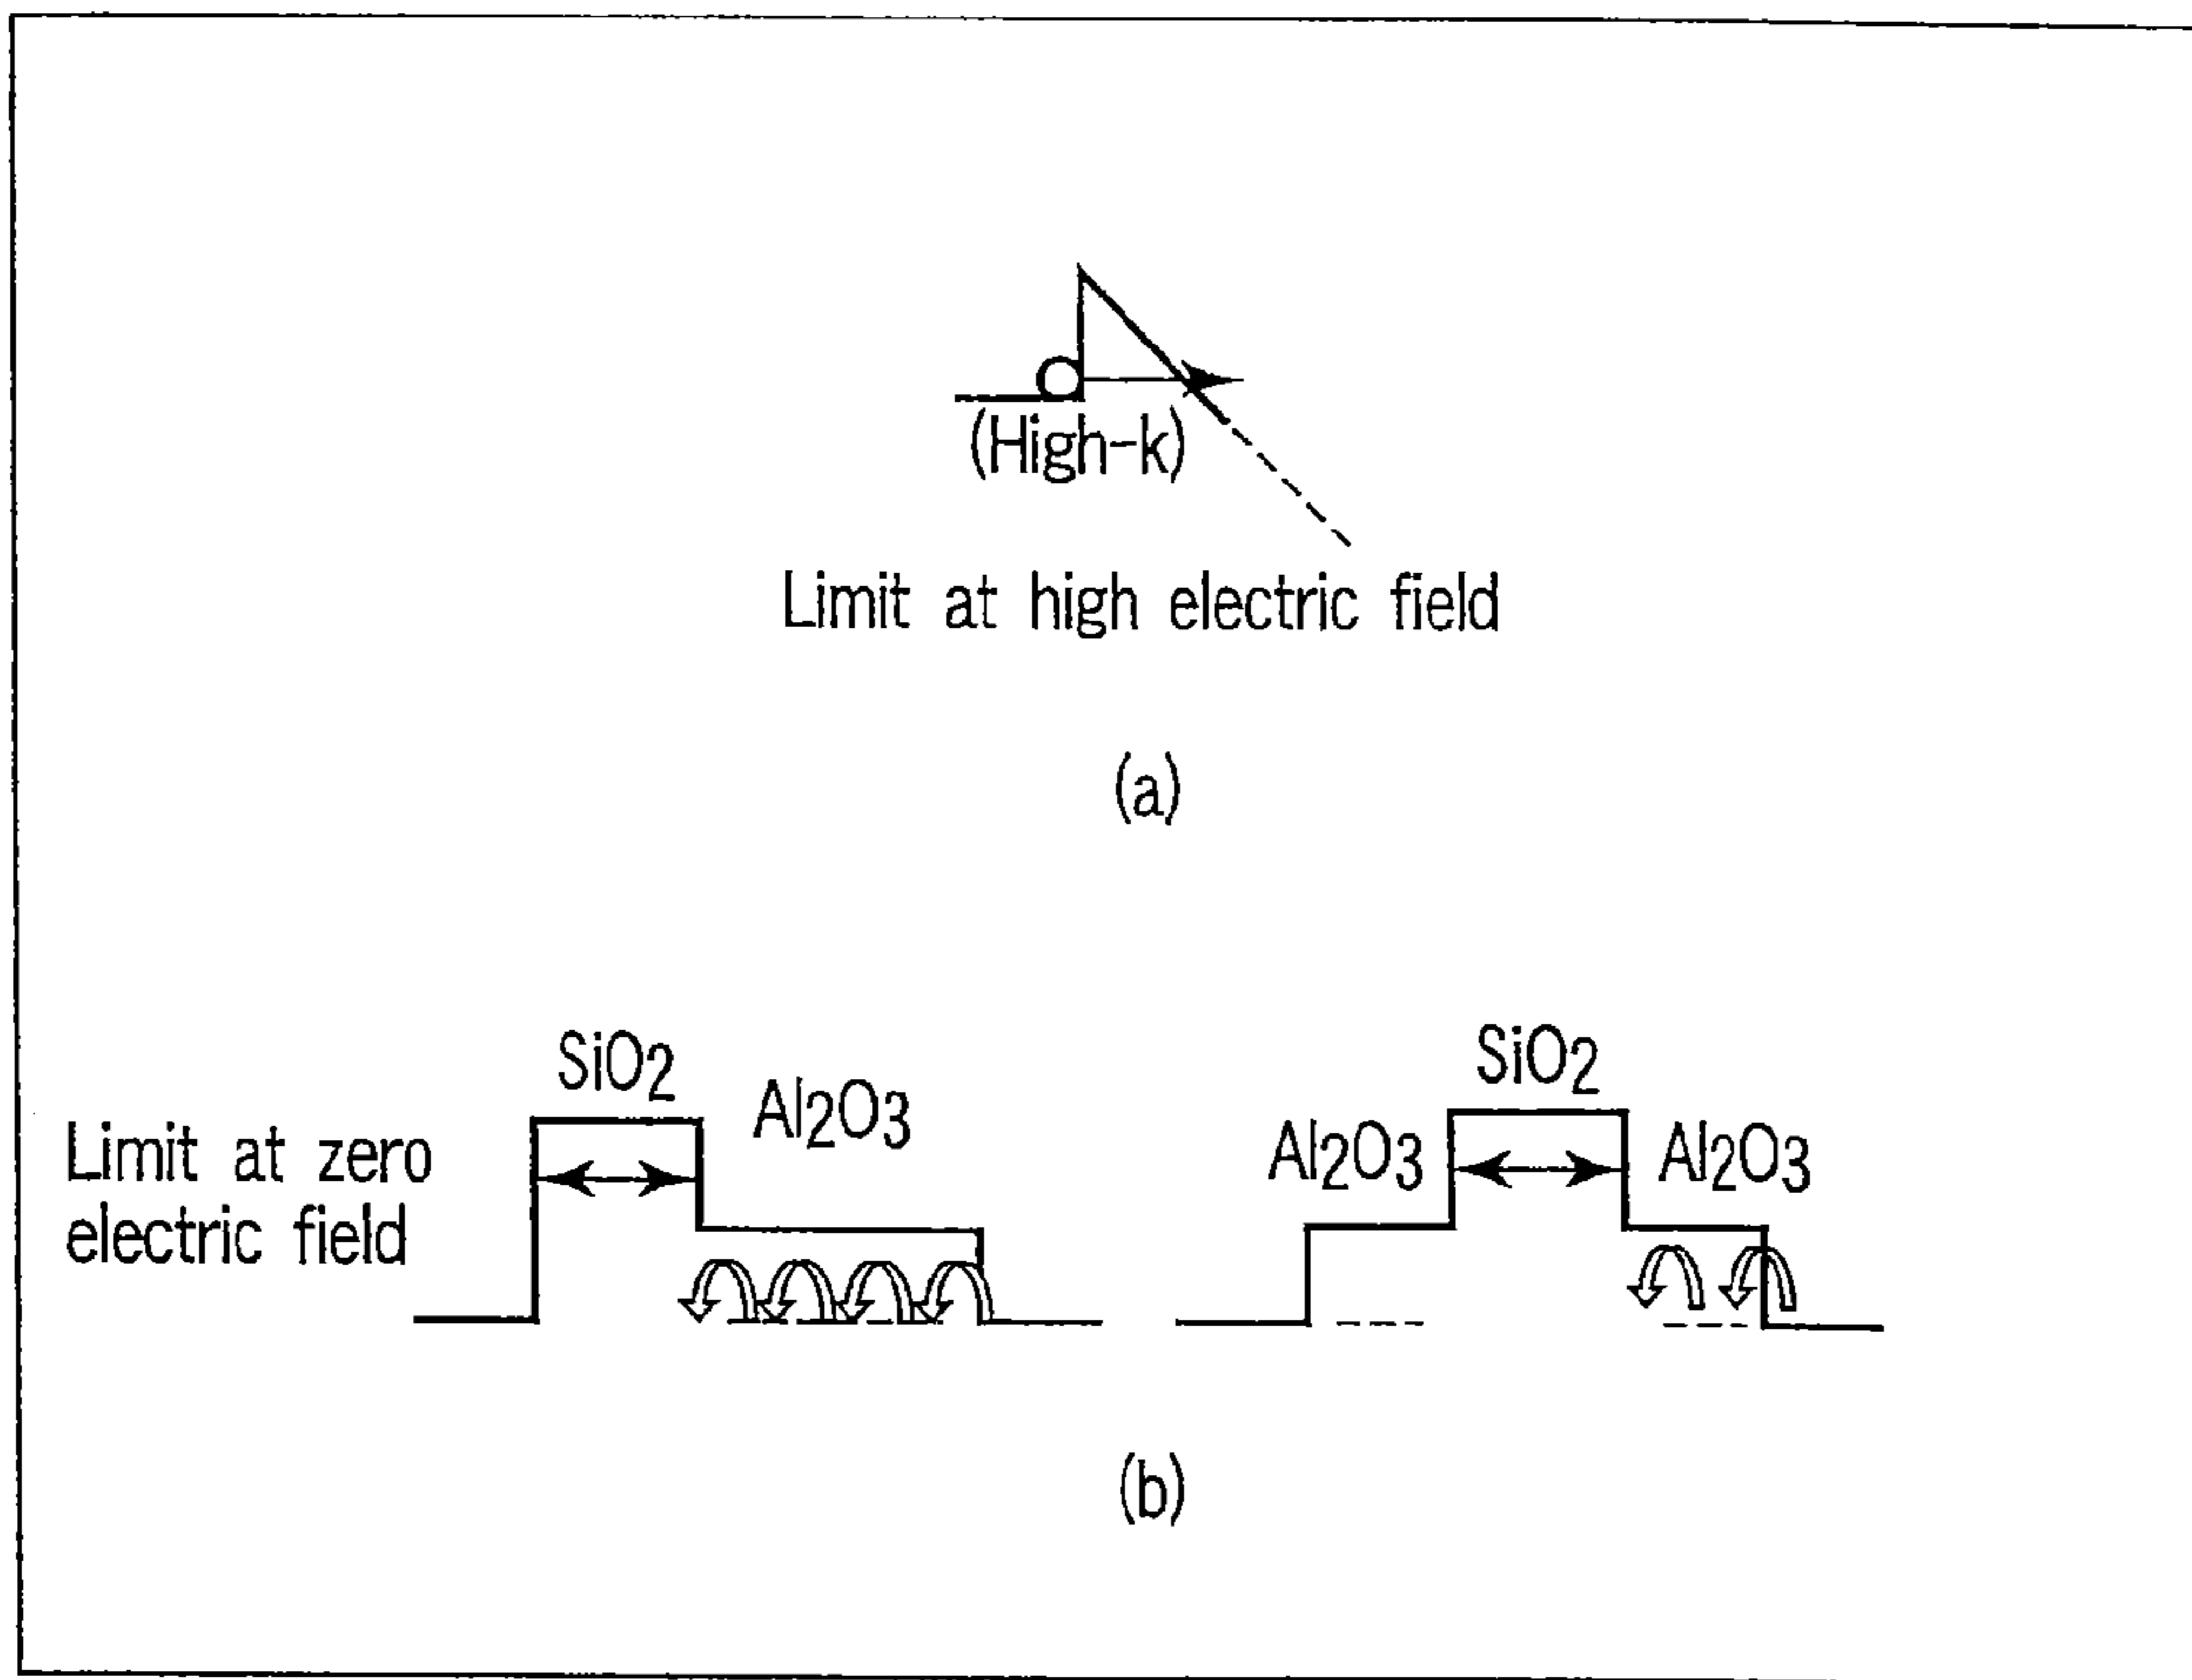 (High-k)
Limit at high electric field
(a)
SiO2
Al2O3
Limit at zero
electric field
SiO2
Al2O3
Al2O3
(b)